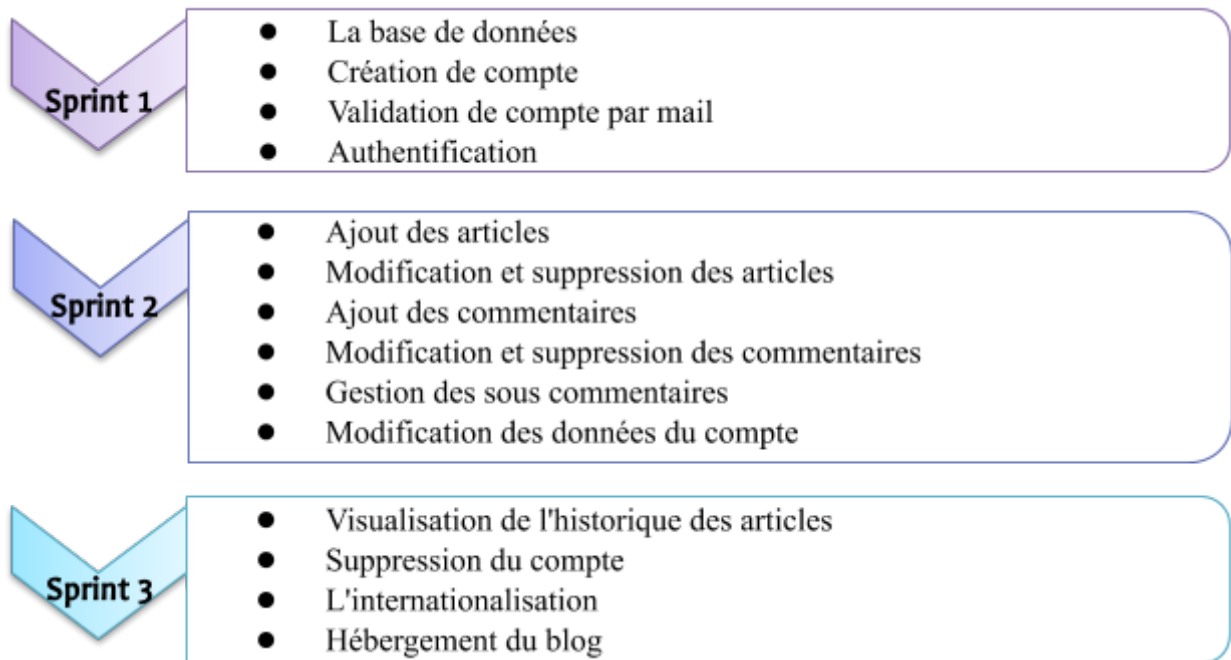 Sprint 1
● La base de données
● Création de compte
● Validation de compte par mail
● Authentification
Sprint 2
● Ajout des articles
● Modification et suppression des articles
● Ajout des commentaires
● Modification et suppression des commentaires
● Gestion des sous commentaires
● Modification des données du compte
Sprint 3
● Visualisation de l'historique des articles
● Suppression du compte
● L'internationalisation
● Hébergement du blog